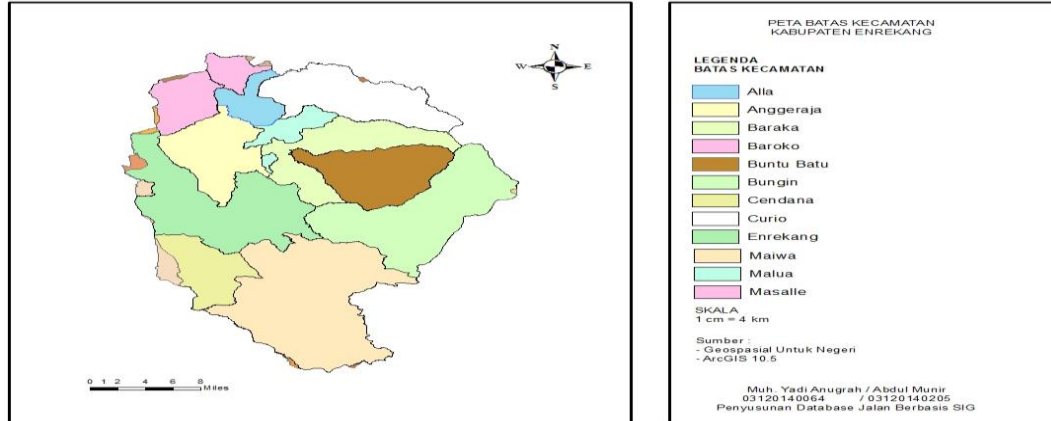 N
W E
S
0 1 2 4 6 8
Miles
PETA BATAS KECAMATAN
KABUPATEN ENREKANG
LEGENDA
BATAS KECAMATAN
Alla
Anggeraja
Baraka
Baroko
Buntu Batu
Bungin
Cendana
Curio
Enrekang
Maiwa
Malua
Masalle
SKALA
1 cm = 4 km
Sumber :
- Geospasial Untuk Negeri
- ArcGIS 10.5
Muh. Yadi Anugrah / Abdul Munir
03120140064 / 03120140205
Penyusunan Database Jalan Berbasis SIG